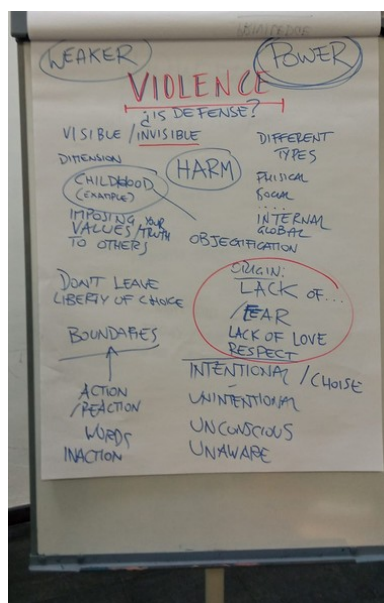 WEAKER
POWER
VIOLENCE
¿IS DEFENSE?
VISIBLE / INVISIBLE
DIMENSION
CHILDHOOD
(EXAMPLE)
IMPOSING YOUR
VALUES/TRUTH
TO OTHERS
HARM
OBJECTIFICATION
DIFFERENT
TYPES
PHISICAL
SOCIAL
.....
INTERNAL
GLOBAL
DON'T LEAVE
LIBERTY OF CHOICE
BOUNDARIES
ACTION
/REACTION
WORDS
INACTION
ORIGIN:
LACK OF...
/FEAR
LACK OF LOVE
RESPECT
INTENTIONAL / CHOISE
UNINTENTIONAL
UNCONSCIOUS
UNAWARE